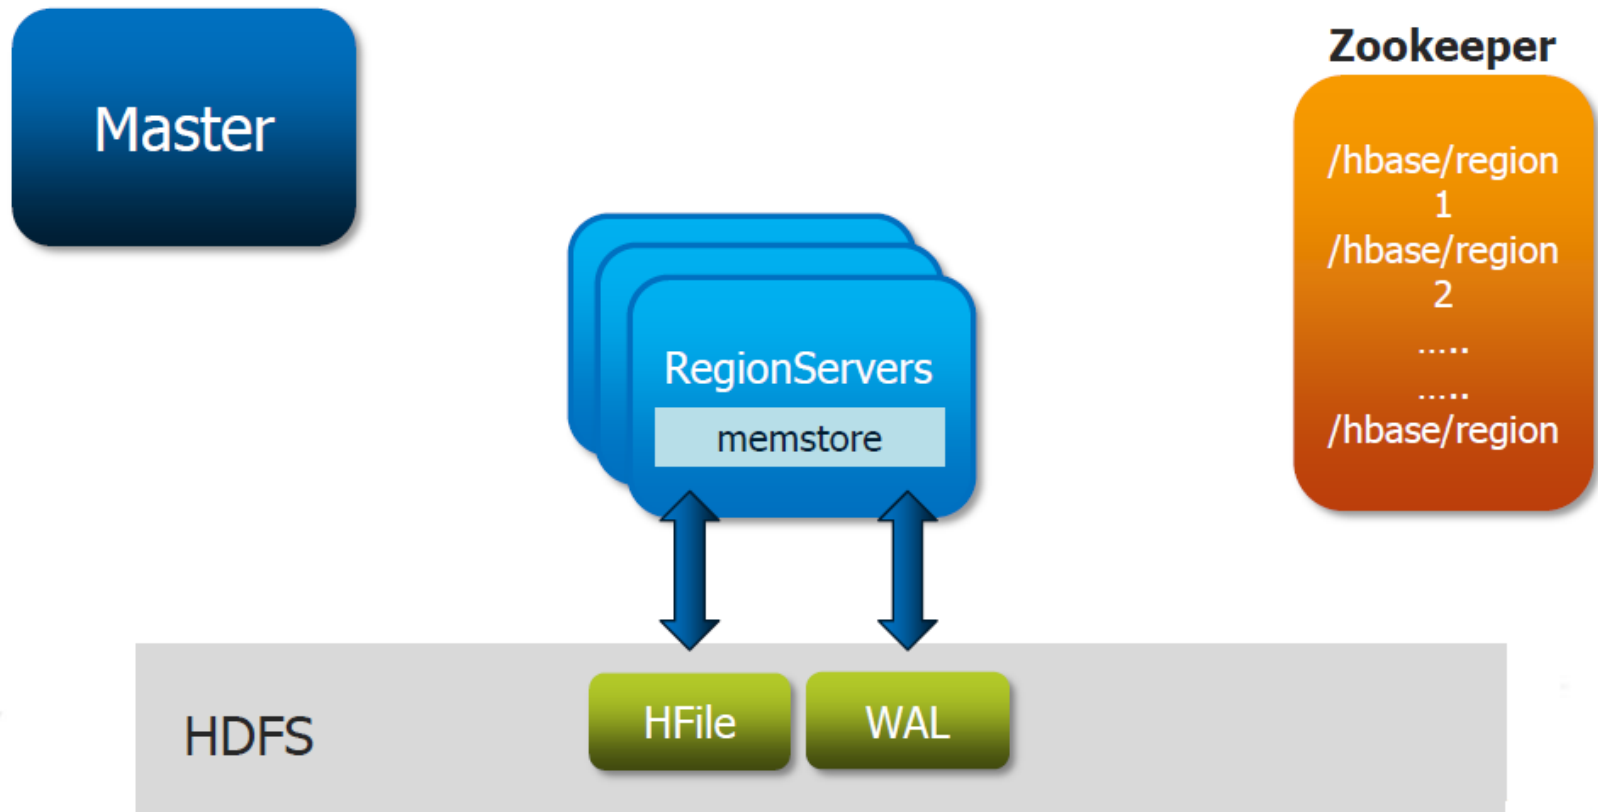 Master
Zookeeper
/hbase/region
1
/hbase/region
2
.....
.....
/hbase/region
RegionServers
memstore
HDFS
HFile
WAL